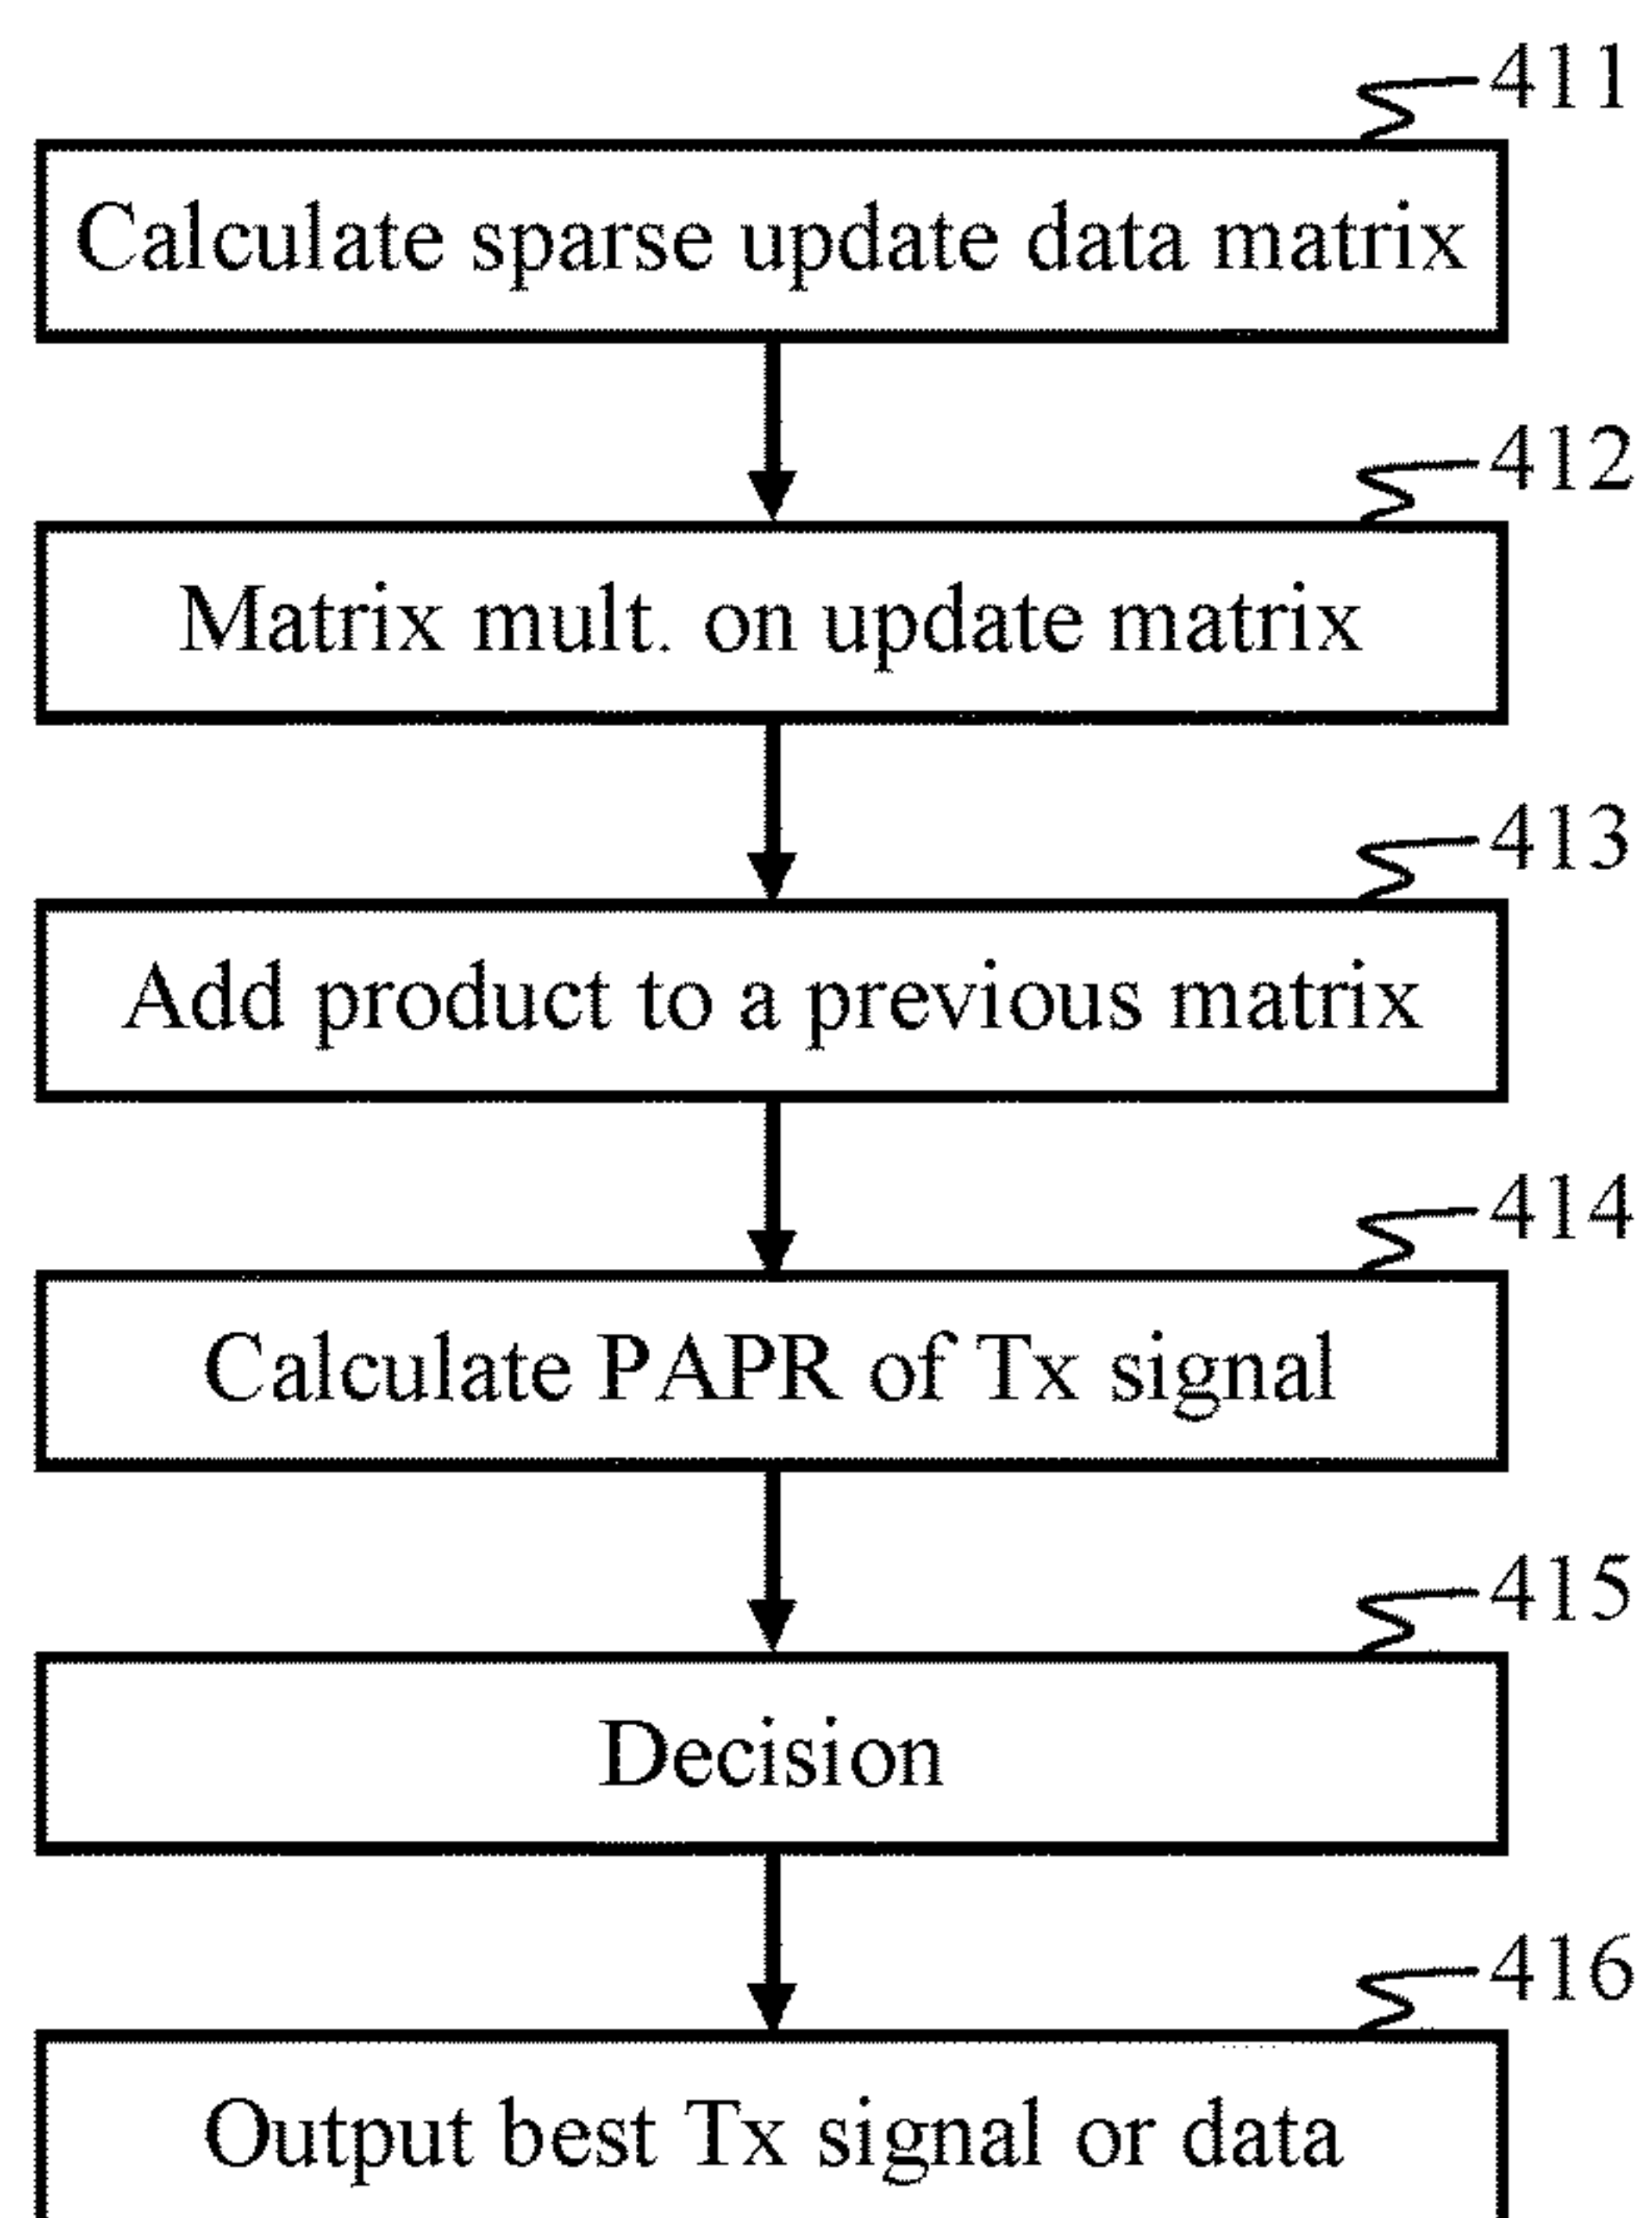 411
Calculate sparse update data matrix
412
Matrix mult. on update matrix
413
Add product to a previous matrix
414
Calculate PAPR of Tx signal
415
Decision
416
Output best Tx signal or data